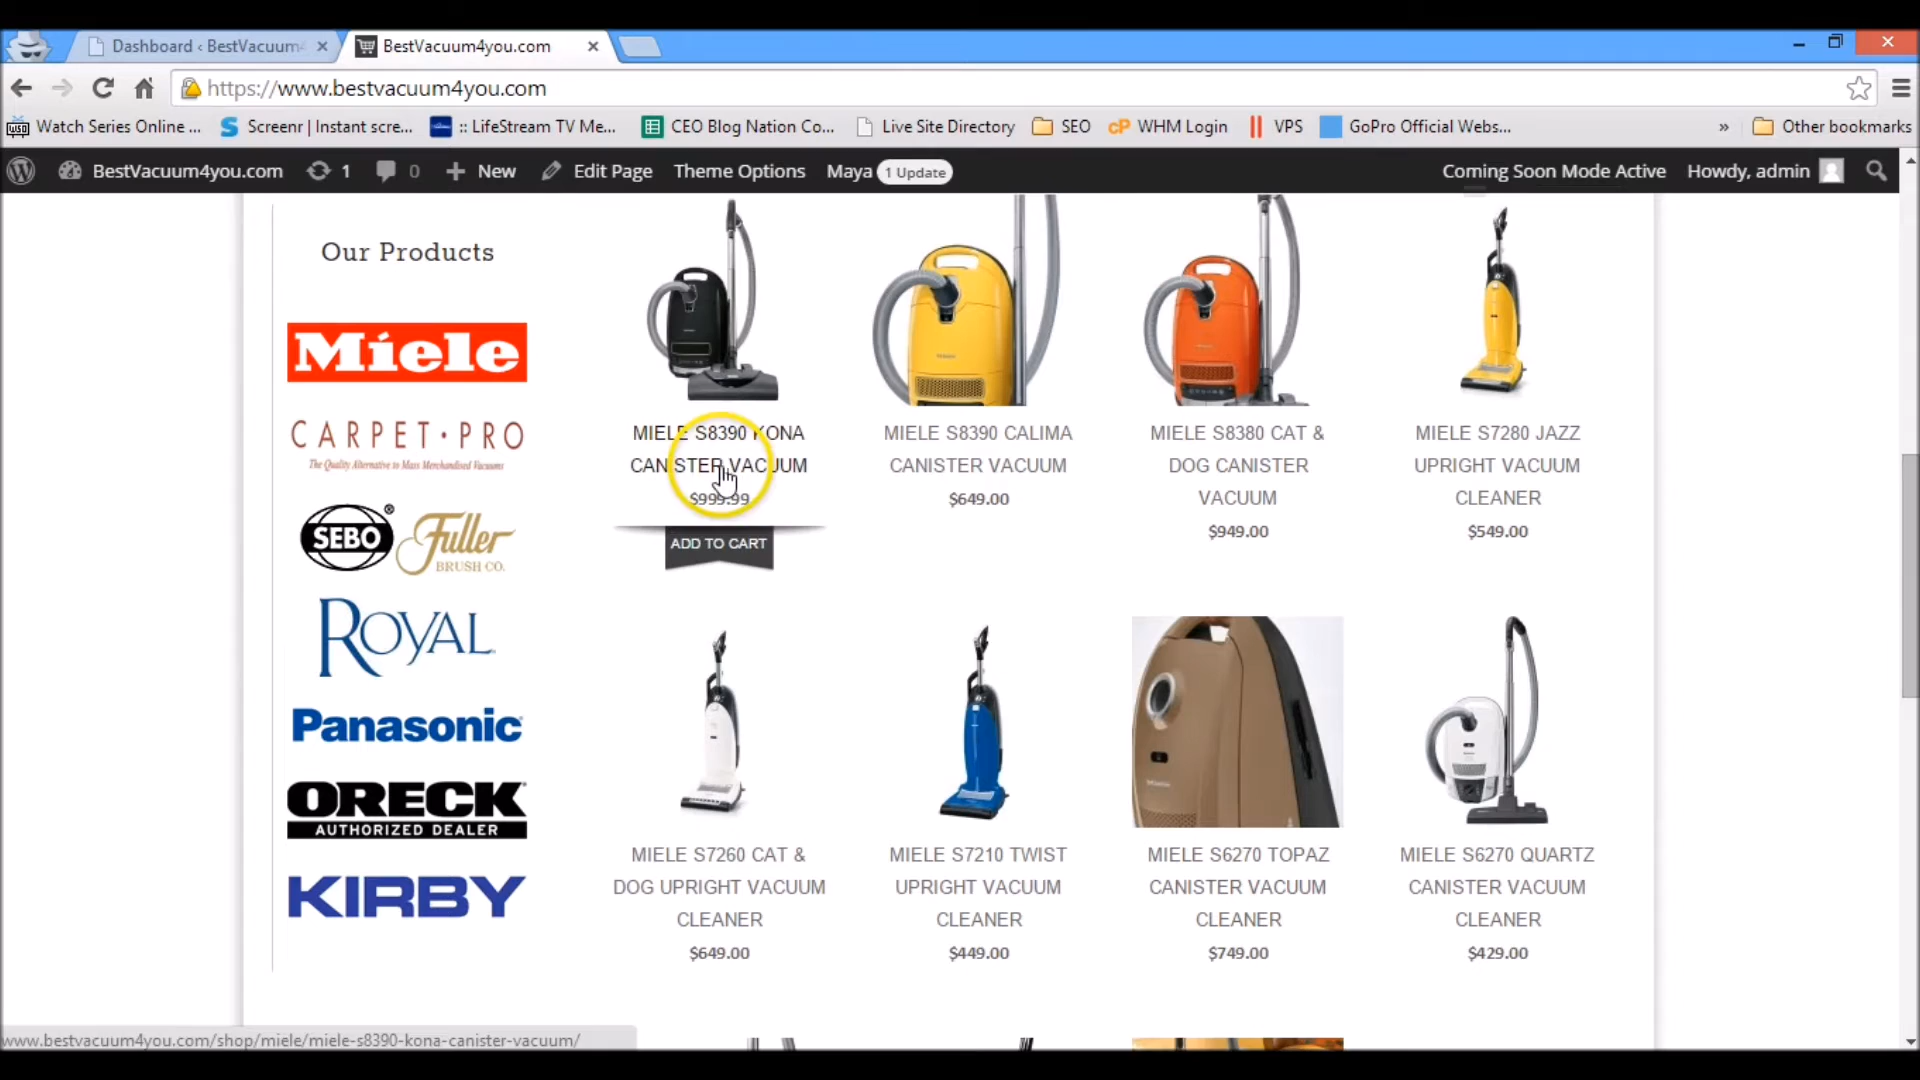 Dashboard ‹ BestVacuum4
BestVacuum4you.com
https://www.bestvacuum4you.com
Watch Series Online ...
Screenr | Instant scre...
:: LifeStream TV Me...
CEO Blog Nation Co...
Live Site Directory
SEO
WHM Login
VPS
GoPro Official Webs...
»
Other bookmarks
BestVacuum4you.com
1
0
New
Edit Page
Theme Options
Maya 1 Update
Coming Soon Mode Active
Howdy, admin
Our Products
Miele
CARPET·PRO
The Quality Alternative to Mass Merchandised Vacuums
SEBO®
Fuller
BRUSH CO.
ROYAL
Panasonic
ORECK
AUTHORIZED DEALER
KIRBY
MIELE S8390 KONA
CANISTER VACUUM
$999.99
ADD TO CART
MIELE S8390 CALIMA
CANISTER VACUUM
$649.00
MIELE S8380 CAT &
DOG CANISTER
VACUUM
$949.00
MIELE S7280 JAZZ
UPRIGHT VACUUM
CLEANER
$549.00
MIELE S7260 CAT &
DOG UPRIGHT VACUUM
CLEANER
$649.00
MIELE S7210 TWIST
UPRIGHT VACUUM
CLEANER
$449.00
MIELE S6270 TOPAZ
CANISTER VACUUM
CLEANER
$749.00
MIELE S6270 QUARTZ
CANISTER VACUUM
CLEANER
$429.00
www.bestvacuum4you.com/shop/miele/miele-s8390-kona-canister-vacuum/